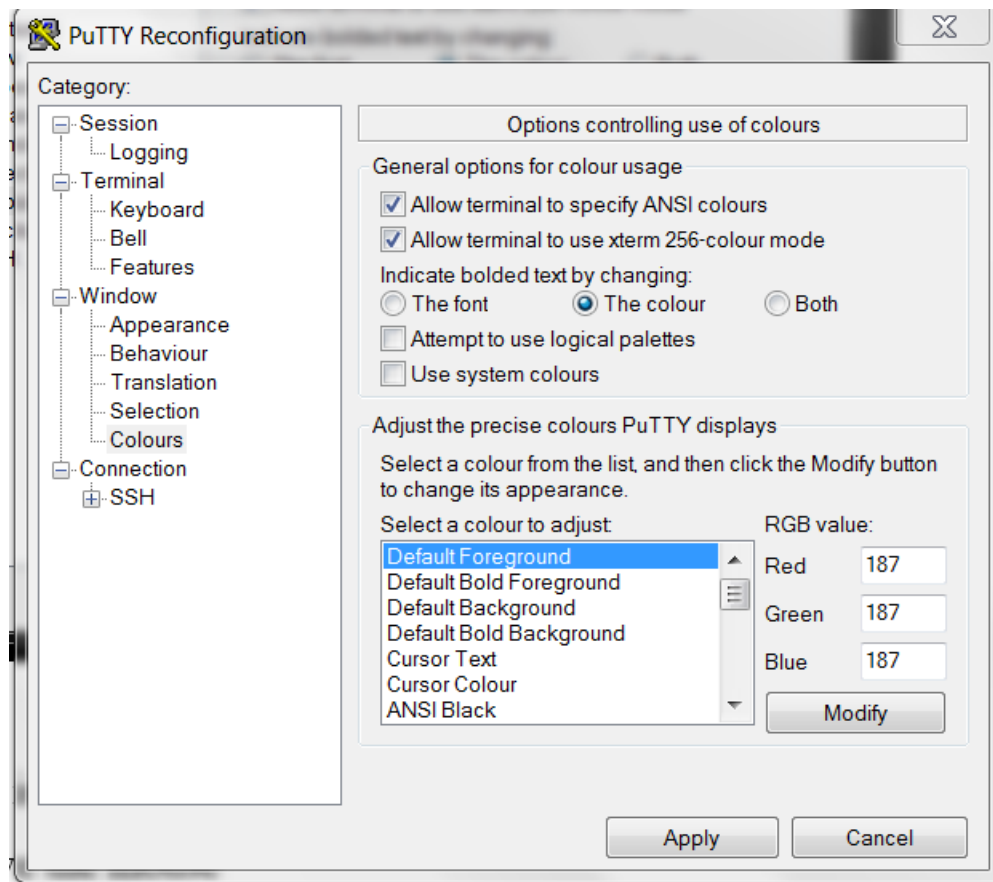 PuTTY Reconfiguration
Category:
Session
Logging
Terminal
Keyboard
Bell
Features
Window
Appearance
Behaviour
Translation
Selection
Colours
Connection
SSH
Options controlling use of colours
General options for colour usage
Allow terminal to specify ANSI colours
Allow terminal to use xterm 256-colour mode
Indicate bolded text by changing:
The font The colour Both
Attempt to use logical palettes
Use system colours
Adjust the precise colours PuTTY displays
Select a colour from the list, and then click the Modify button
to change its appearance.
Select a colour to adjust: RGB value:
Default Foreground
Default Bold Foreground
Default Background
Default Bold Background
Cursor Text
Cursor Colour
ANSI Black
Red 187
Green 187
Blue 187
Modify
Apply Cancel